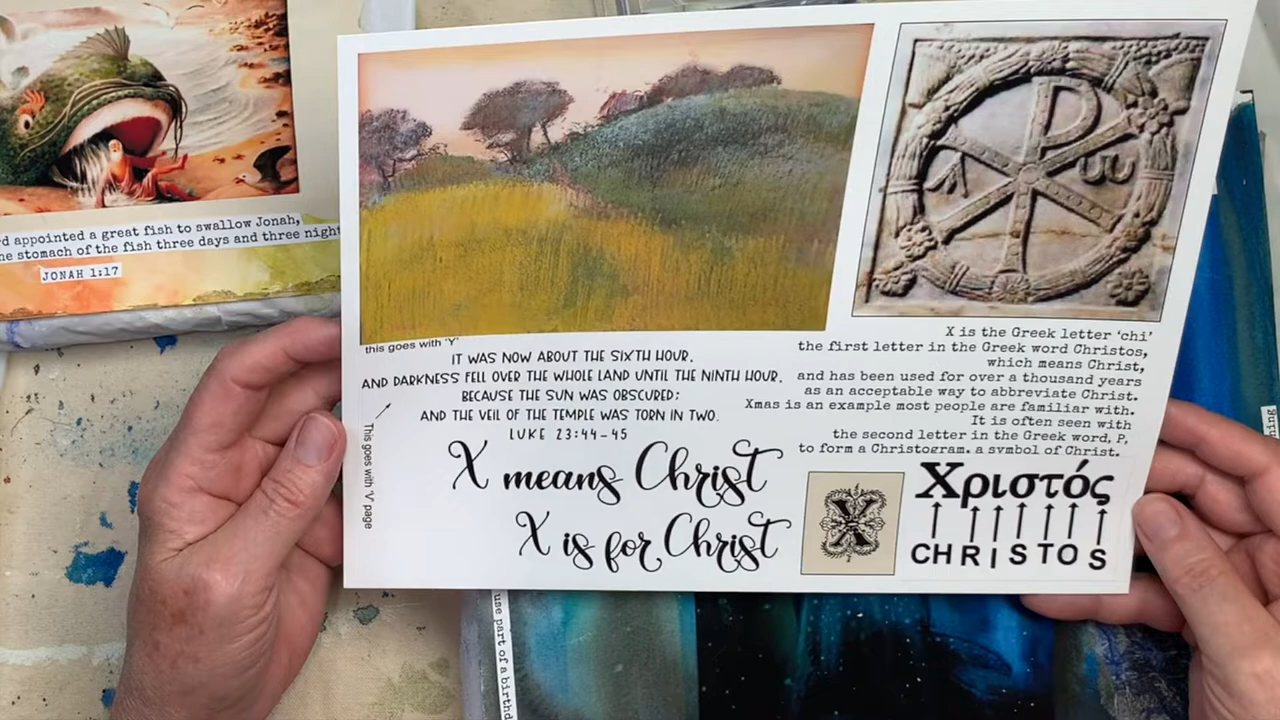 rd appointed a great fish to swallow Jonah,
stomach of the fish three days and three night
JONAH 1:17
this goes with 'Y'
IT WAS NOW ABOUT THE SIXTH HOUR,
AND DARKNESS FELL OVER THE WHOLE LAND UNTIL THE NINTH HOUR,
BECAUSE THE SUN WAS OBSCURED;
AND THE VEIL OF THE TEMPLE WAS TORN IN TWO.
LUKE 23:44-45
This goes with 'V' page
X means Christ
X is for Christ
X is the Greek letter 'chi'
the first letter in the Greek word Christos,
which means Christ,
and has been used for over a thousand years
as an acceptable way to abbreviate Christ.
Xmas is an example most people are familiar with.
It is often seen with
the second letter in the Greek word, P,
to form a Christogram, a symbol of Christ.
X
Χριστός
CHRISTOS
use part of a birthd